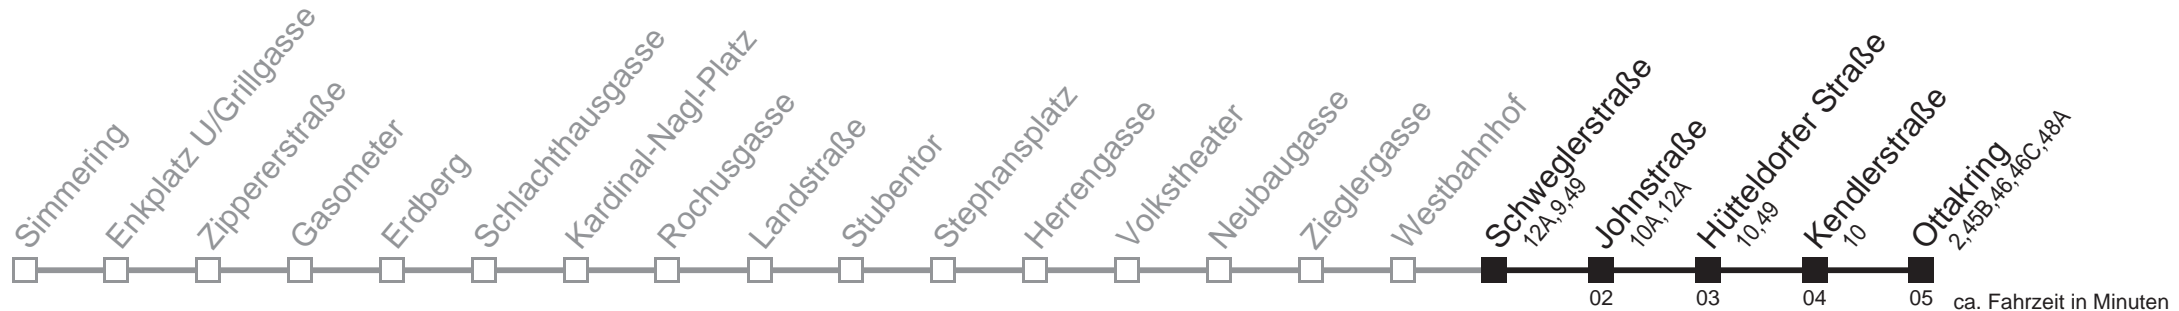 Simmering
Enkplatz U/Grillgasse
Zippererstraße
Gasometer
Erdberg
Schlachthausgasse
Kardinal-Nagl-Platz
Rochusgasse
Landstraße
Stubentor
Stephansplatz
Herrengasse
Volkstheater
Neubaugasse
Zieglergasse
Westbahnhof
Schweglerstraße
12A,9,49
Johnstraße
10A,12A
Hütteldorfer Straße
10,49
Kendlerstraße
10
Ottakring
2,45B,46,46C,48A
02
03
04
05
ca. Fahrzeit in Minuten